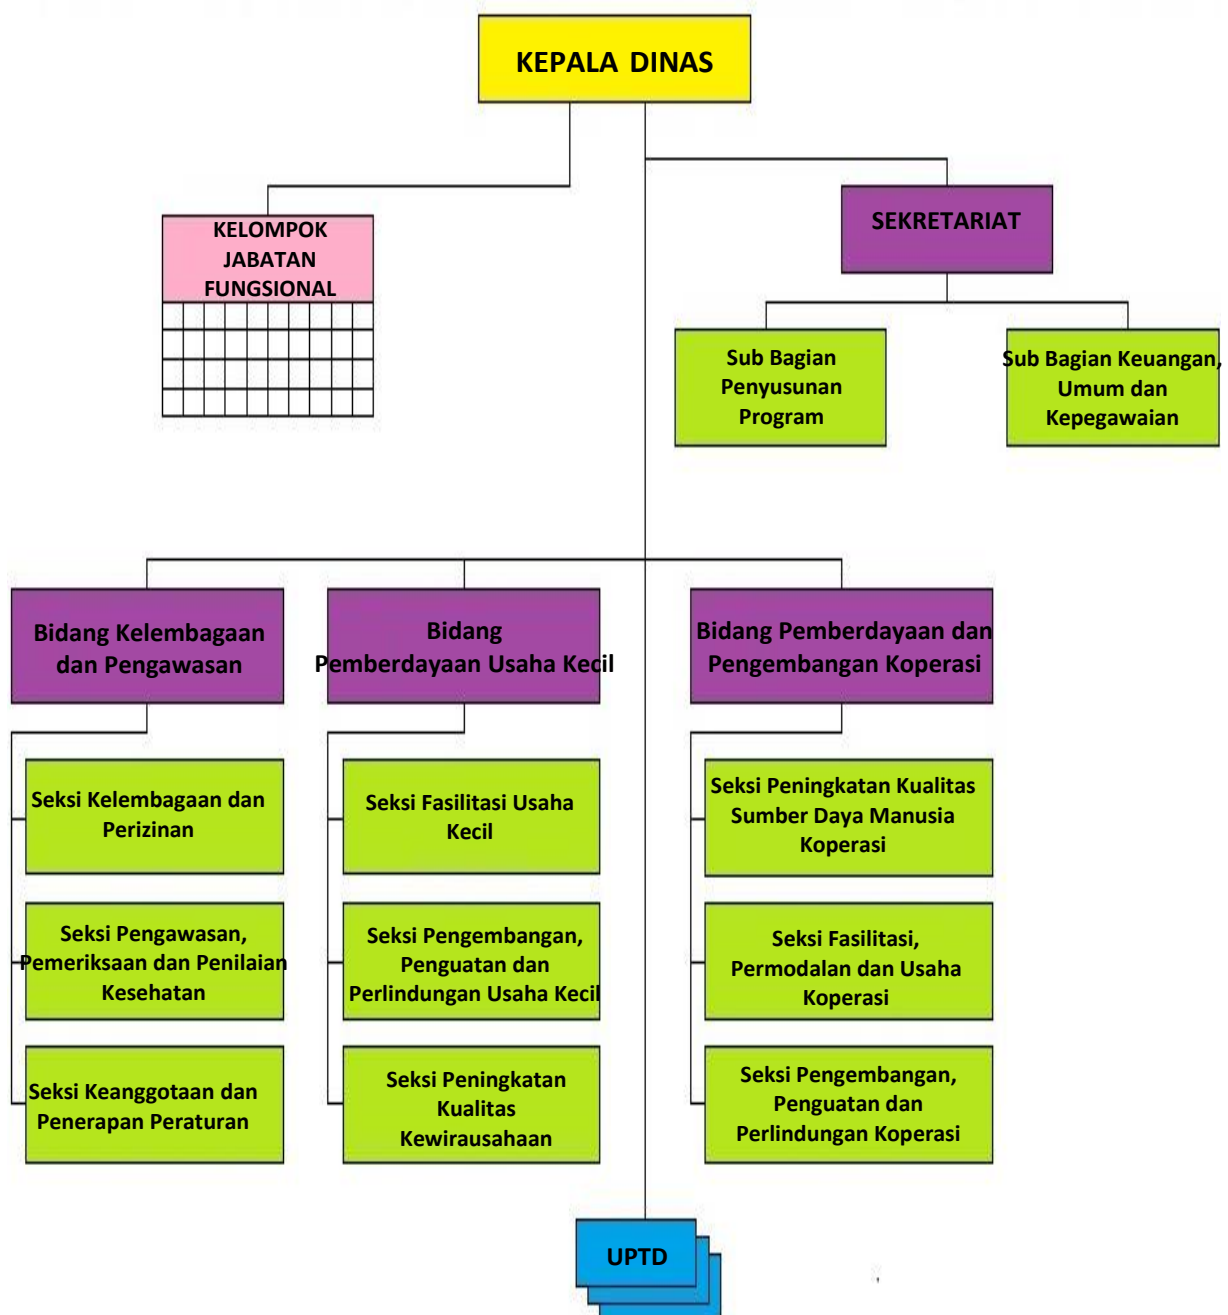 KEPALA DINAS
KELOMPOK
JABATAN
FUNGSIONAL
SEKRETARIAT
Sub Bagian
Penyusunan
Program
Sub Bagian Keuangan,
Umum dan
Kepegawaian
Bidang Kelembagaan
dan Pengawasan
Bidang
Pemberdayaan Usaha Kecil
Bidang Pemberdayaan dan
Pengembangan Koperasi
Seksi Kelembagaan dan
Perizinan
Seksi Fasilitasi Usaha
Kecil
Seksi Peningkatan Kualitas
Sumber Daya Manusia
Koperasi
Seksi Pengawasan,
Pemeriksaan dan Penilaian
Kesehatan
Seksi Pengembangan,
Penguatan dan
Perlindungan Usaha Kecil
Seksi Fasilitasi,
Permodalan dan Usaha
Koperasi
Seksi Keanggotaan dan
Penerapan Peraturan
Seksi Peningkatan
Kualitas
Kewirausahaan
Seksi Pengembangan,
Penguatan dan
Perlindungan Koperasi
UPTD